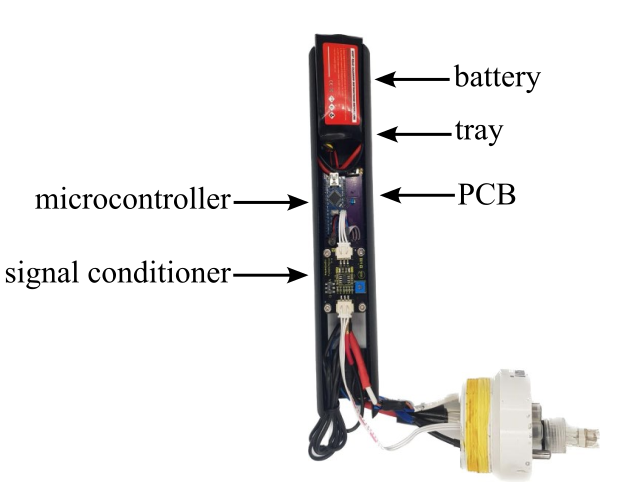 battery
tray
microcontroller
PCB
signal conditioner